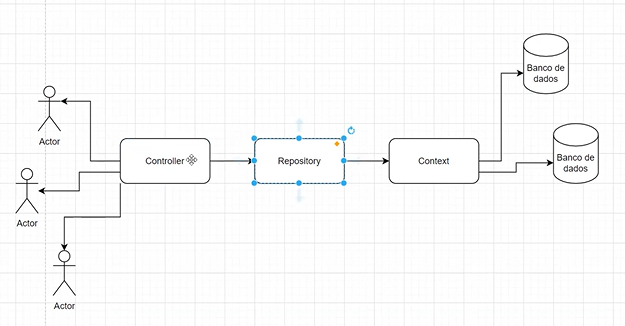 Banco de
dados
Actor
Controller
Repository
Context
Banco de
dados
Actor
Actor